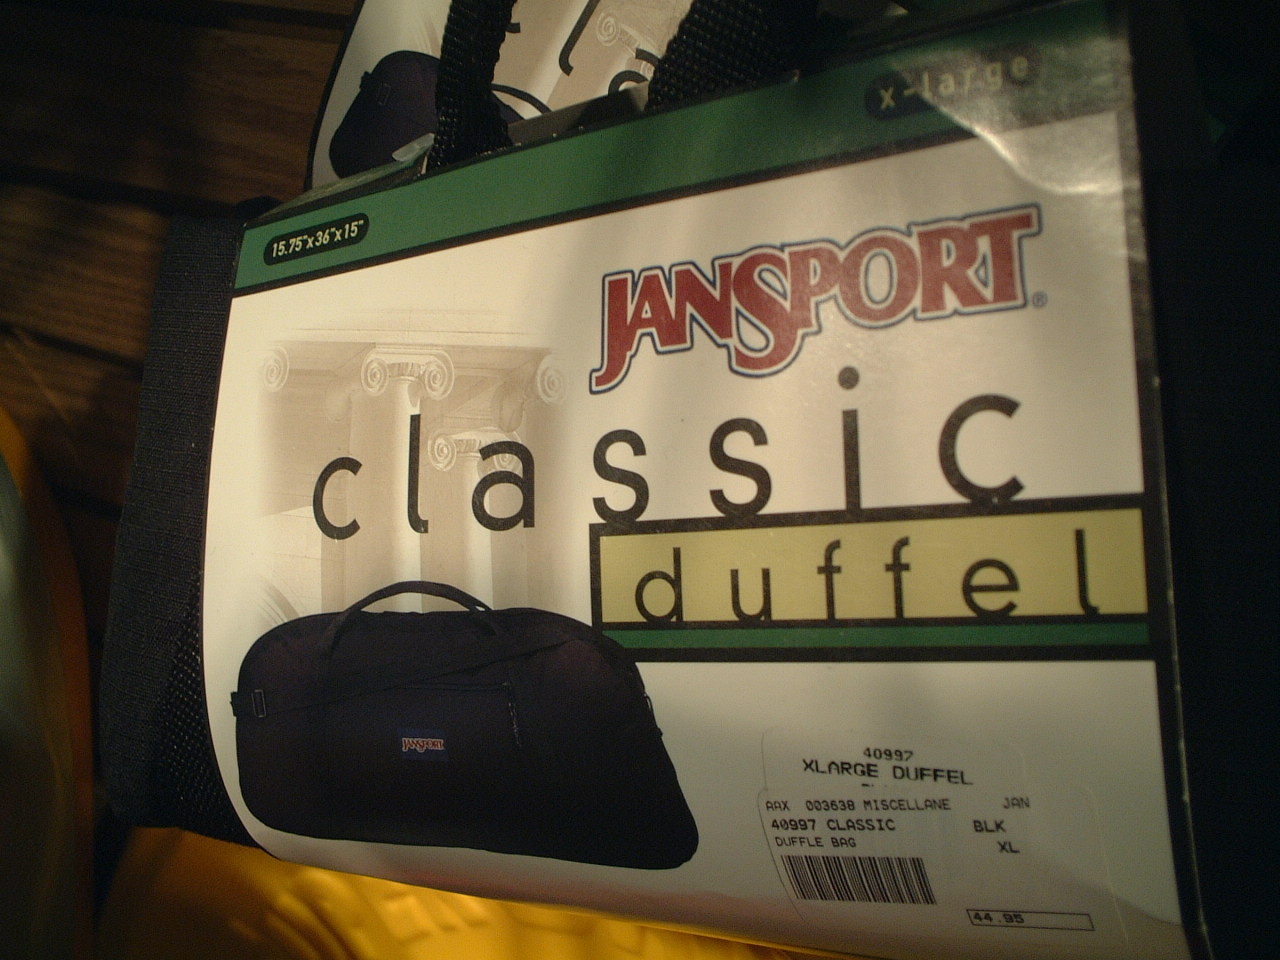 x-large
15.75"x36"x15"
JANSPORT®
classic
duffel
JANSPORT
40997
XLARGE DUFFEL
AAX 003638 MISCELLANE JAN
40997 CLASSIC BLK
DUFFLE BAG XL
44.95